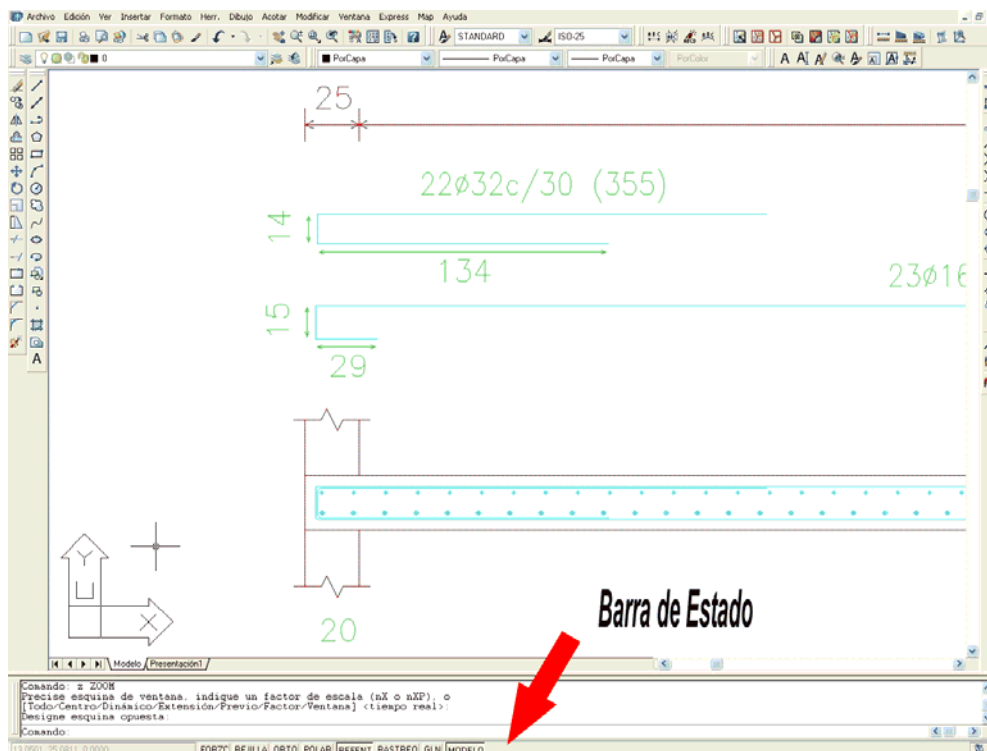 Archivo Edición Ver Insertar Formato Herr. Dibujo Acotar Modificar Ventana Express Map Ayuda
STANDARD ISO-25
0 PorCapa PorCapa PorCapa PorColor
25
22ø32c/30 (355)
14
134
23ø16
15
29
Y
U
X
20
Barra de Estado
Modelo Presentación1
Comando: z ZOOM
Precise esquina de ventana, indique un factor de escala (nX o nXP), o
[Todo/Centro/Dinámico/Extensión/Previo/Factor/Ventana] <tiempo real>:
Designe esquina opuesta:
Comando:
FORZC REJILLA ORTO POLAR REFENT RASTREO GLN MODELO